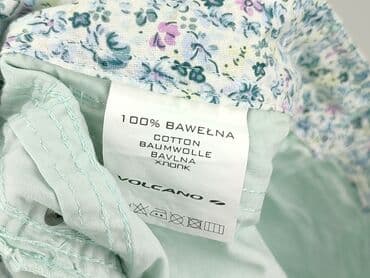 100% BAWEŁNA
COTTON
BAUMWOLLE
BAVLNA
ХЛОПК
VOLCANO